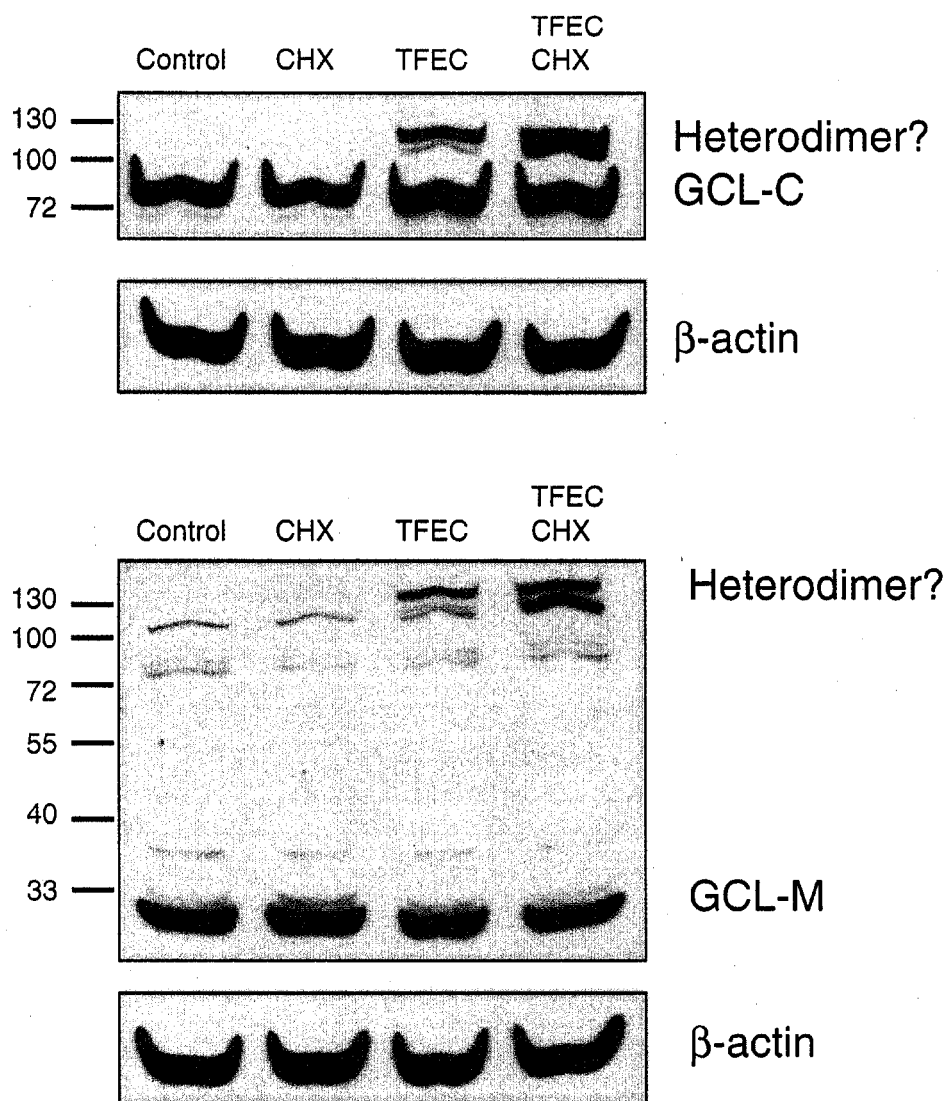 TFEC
Control CHX TFEC CHX
130
Heterodimer?
100
GCL-C
72
β-actin
TFEC
Control CHX TFEC CHX
Heterodimer?
130
100
72
55
40
33
GCL-M
β-actin